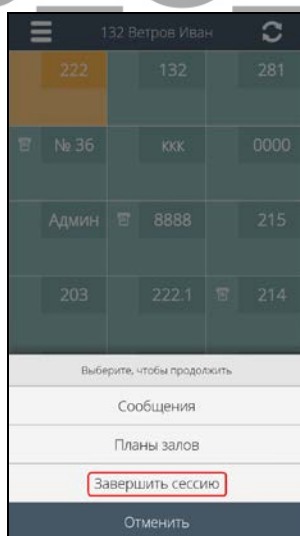 132 Ветров Иван
222 132 281
№ 36 ккк 0000
Админ 8888 215
203 222.1 214
Выберите, чтобы продолжить
Сообщения
Планы залов
Завершить сессию
Отменить